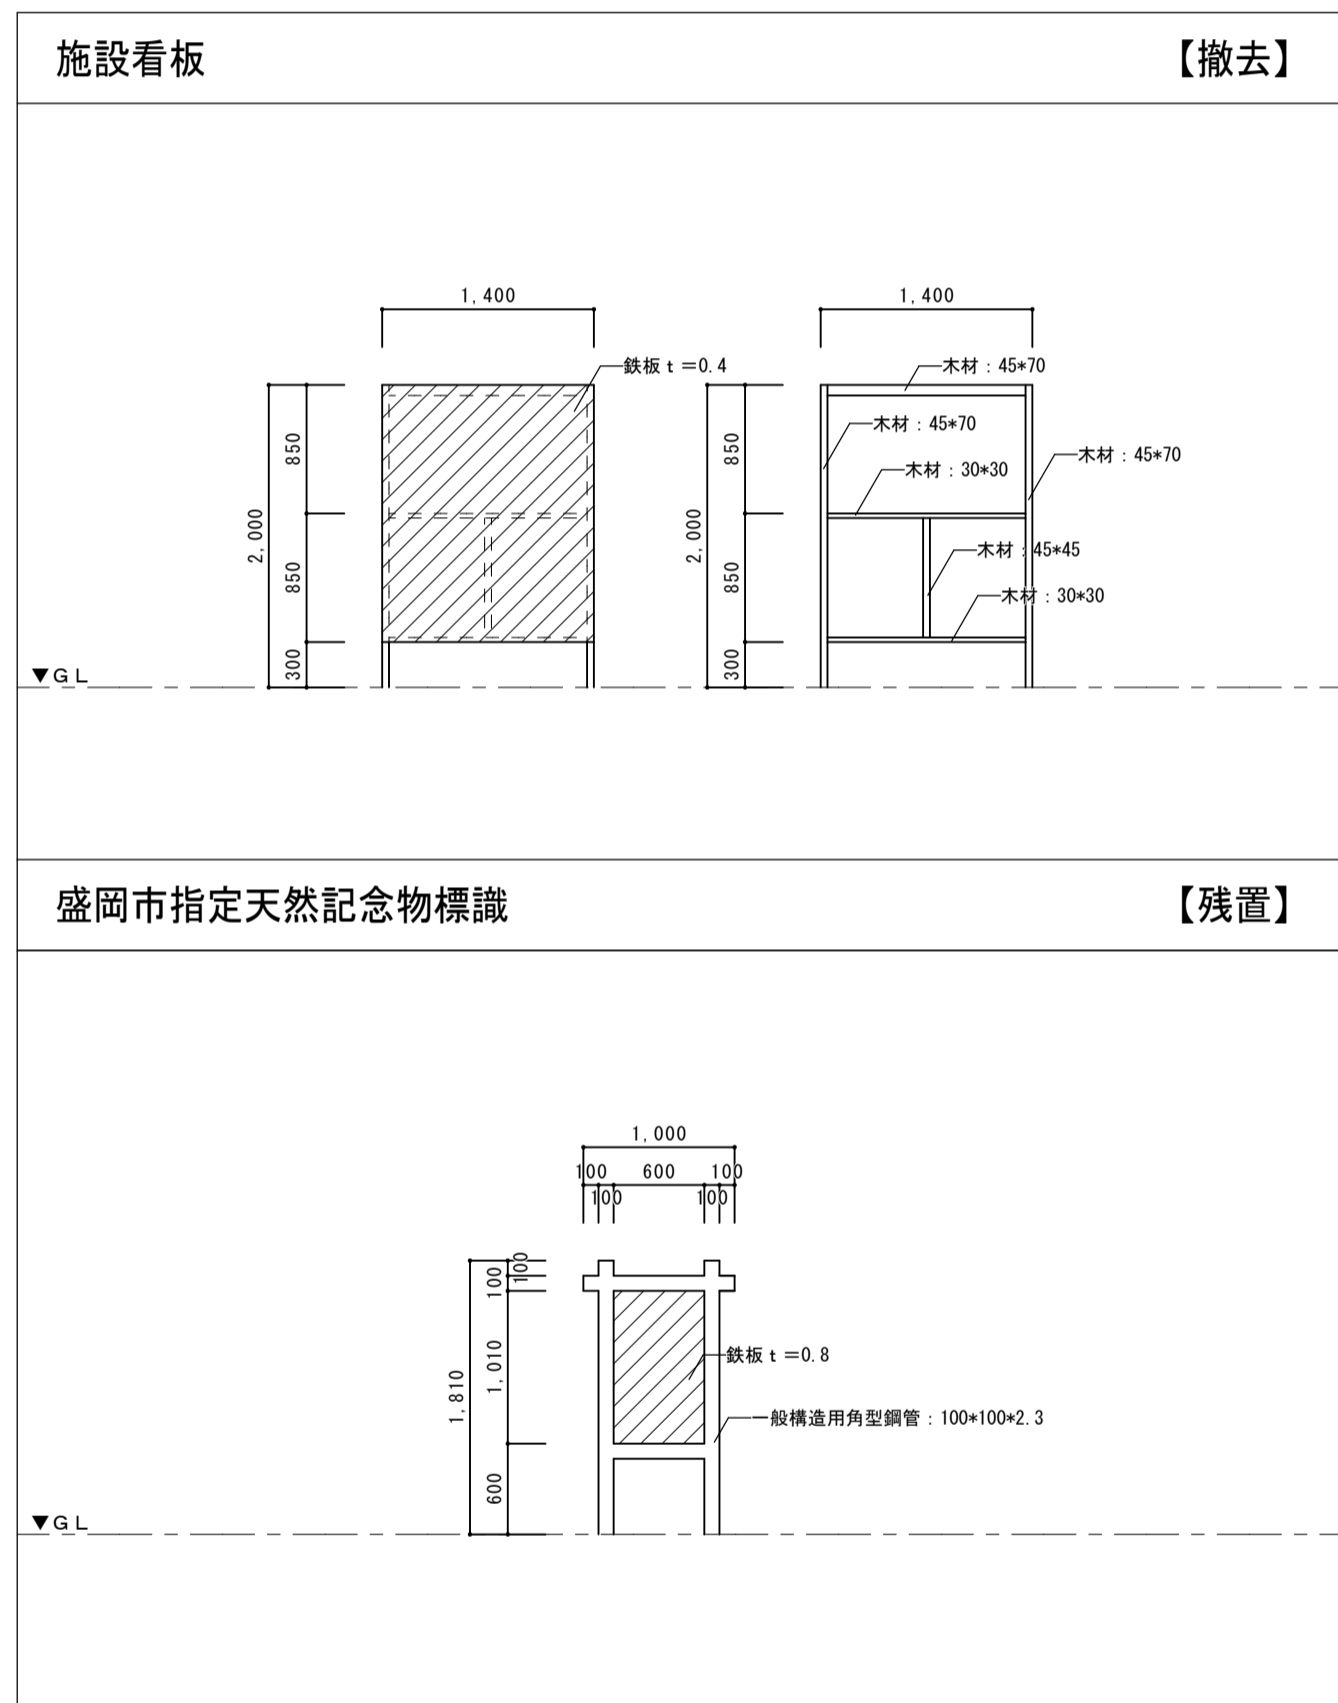 施設看板 【撤去】
1,400 1,400
鉄板 t=0.4
木材:45*70
木材:45*70
木材:45*70
木材:30*30
850 850
2,000 2,000
木材:45*45
850 850
木材:30*30
300 300
▼GL
盛岡市指定天然記念物標識 【残置】
1,000
100 600 100
100 100
100
100
1,010
鉄板 t=0.8
1,810
一般構造用角型鋼管:100*100*2.3
600
▼GL